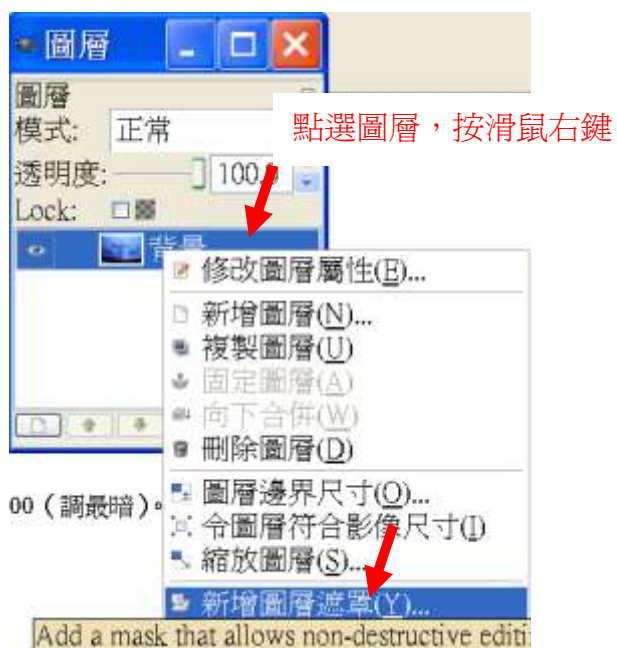 圖層
圖層
模式: 正常
點選圖層，按滑鼠右鍵
透明度: 100.0
Lock:
背景
修改圖層屬性(E)...
新增圖層(N)...
複製圖層(U)
固定圖層(A)
向下合併(W)
刪除圖層(D)
圖層邊界尺寸(O)...
00（調最暗）。
令圖層符合影像尺寸(I)
縮放圖層(S)...
新增圖層遮罩(Y)...
Add a mask that allows non-destructive editi